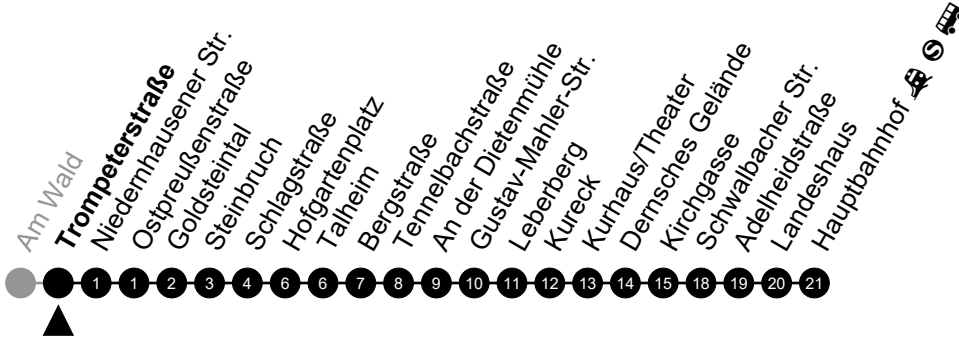 Am Wald
Trompeterstraße
Niedernhausener Str.
Ostpreußenstraße
Goldsteintal
Steinbruch
Schlagstraße
Hofgartenplatz
Talheim
Bergstraße
Tennelbachstraße
An der Dietenmühle
Gustav-Mahler-Str.
Leberberg
Kureck
Kurhaus/Theater
Dernsches Gelände
Kirchgasse
Schwalbacher Str.
Adelheidstraße
Landeshaus
Hauptbahnhof S
1 1 2 3 4 6 6 7 8 9 10 11 12 13 14 15 18 19 20 21